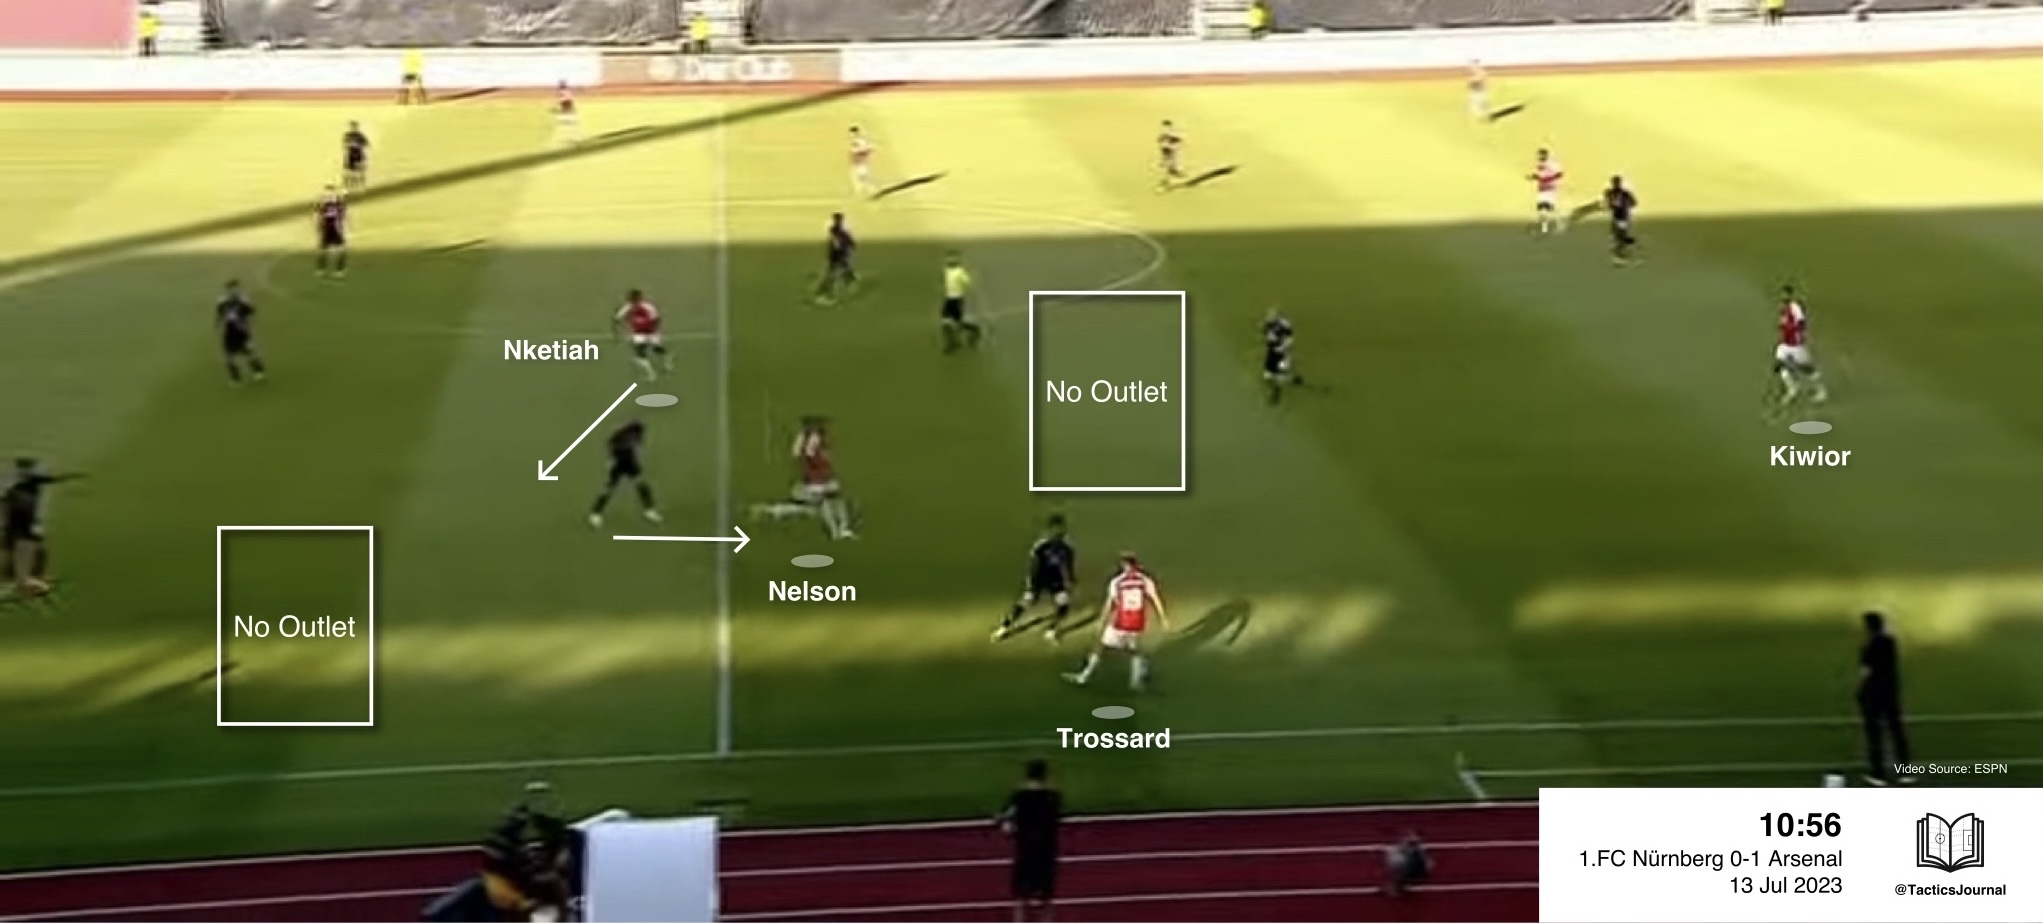 Nketiah
No Outlet
Kiwior
Nelson
No Outlet
Trossard
Video Source: ESPN
10:56
1.FC Nürnberg 0-1 Arsenal
13 Jul 2023
@TacticsJournal
19